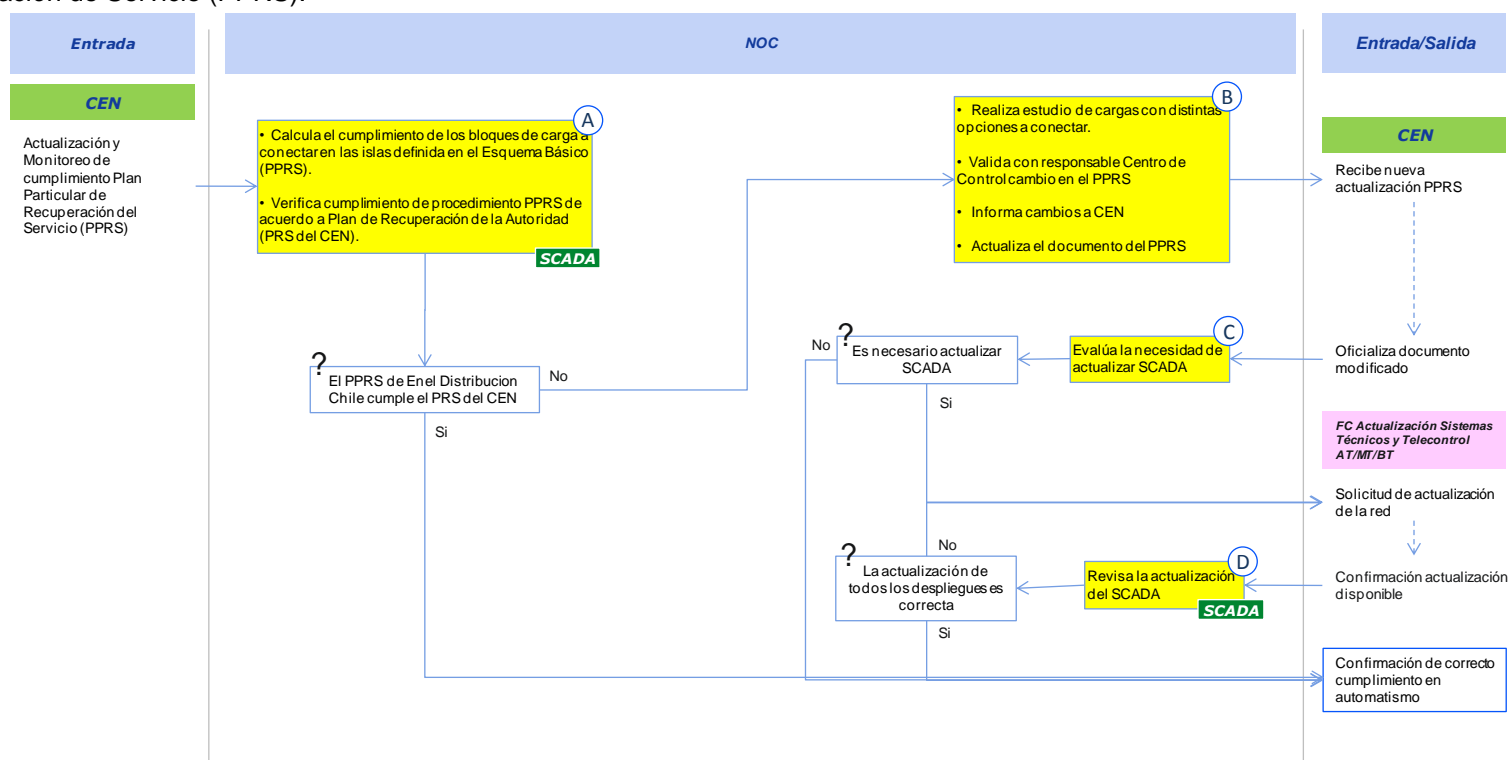 ación de Servicio (PPRS).
Entrada
NOC
Entrada/Salida
CEN
Actualización y
Monitoreo de
cumplimiento Plan
Particular de
Recuperación del
Servicio (PPRS)
A
• Calcula el cumplimiento de los bloques de carga a
conectar en las islas definida en el Esquema Básico
(PPRS).
• Verifica cumplimiento de procedimiento PPRS de
acuerdo a Plan de Recuperación de la Autoridad
(PRS del CEN).
SCADA
B
• Realiza estudio de cargas con distintas
opciones a conectar.
• Valida con responsable Centro de
Control cambio en el PPRS
• Informa cambios a CEN
• Actualiza el documento del PPRS
CEN
Recibe nueva
actualización PPRS
?
El PPRS de Enel Distribucion
Chile cumple el PRS del CEN
No
Si
?
No
Es necesario actualizar
SCADA
Si
C
Evalúa la necesidad de
actualizar SCADA
Oficializa documento
modificado
FC Actualización Sistemas
Técnicos y Telecontrol
AT/MT/BT
Solicitud de actualización
de la red
No
?
La actualización de
todos los despliegues es
correcta
Si
D
Revisa la actualización
del SCADA
SCADA
Confirmación actualización
disponible
Confirmación de correcto
cumplimiento en
automatismo